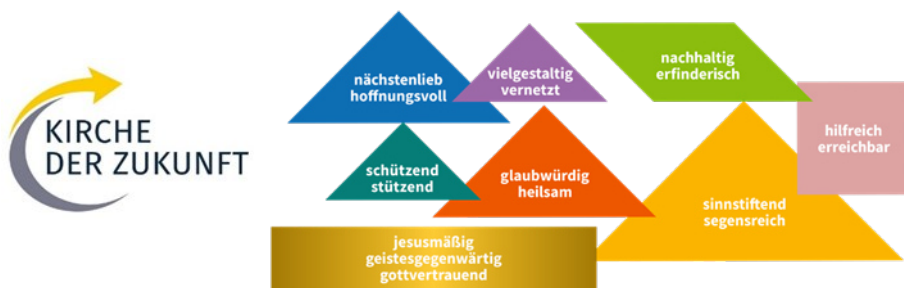 KIRCHE
DER ZUKUNFT
nächstenlieb
hoffnungsvoll
vielgestaltig
vernetzt
nachhaltig
erfinderisch
hilfreich
erreichbar
schützend
stützend
glaubwürdig
heilsam
sinnstiftend
segensreich
jesusmäßig
geistesgegenwärtig
gottvertrauend